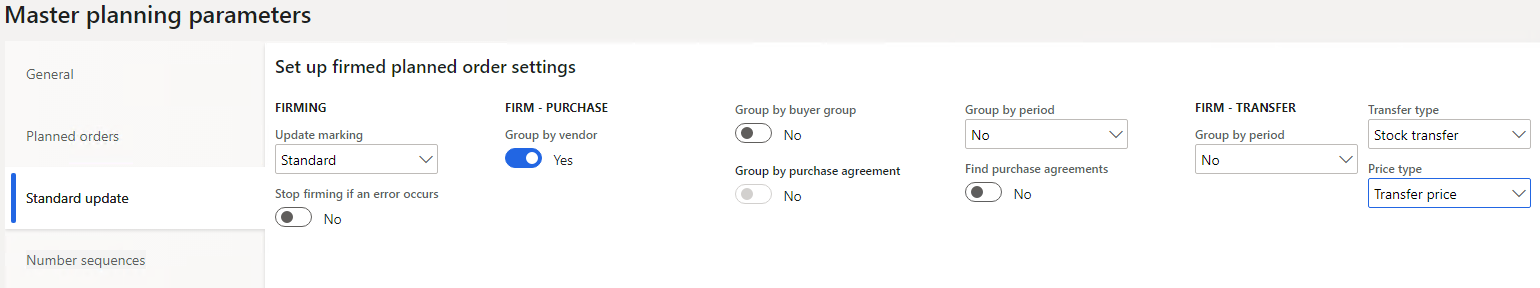 Master planning parameters
General
Planned orders
Standard update
Number sequences
Set up firmed planned order settings
FIRMING
Update marking
Standard
Stop firming if an error occurs
No
FIRM - PURCHASE
Group by vendor
Yes
Group by buyer group
No
Group by purchase agreement
No
Group by period
No
Find purchase agreements
No
FIRM - TRANSFER
Group by period
No
Transfer type
Stock transfer
Price type
Transfer price